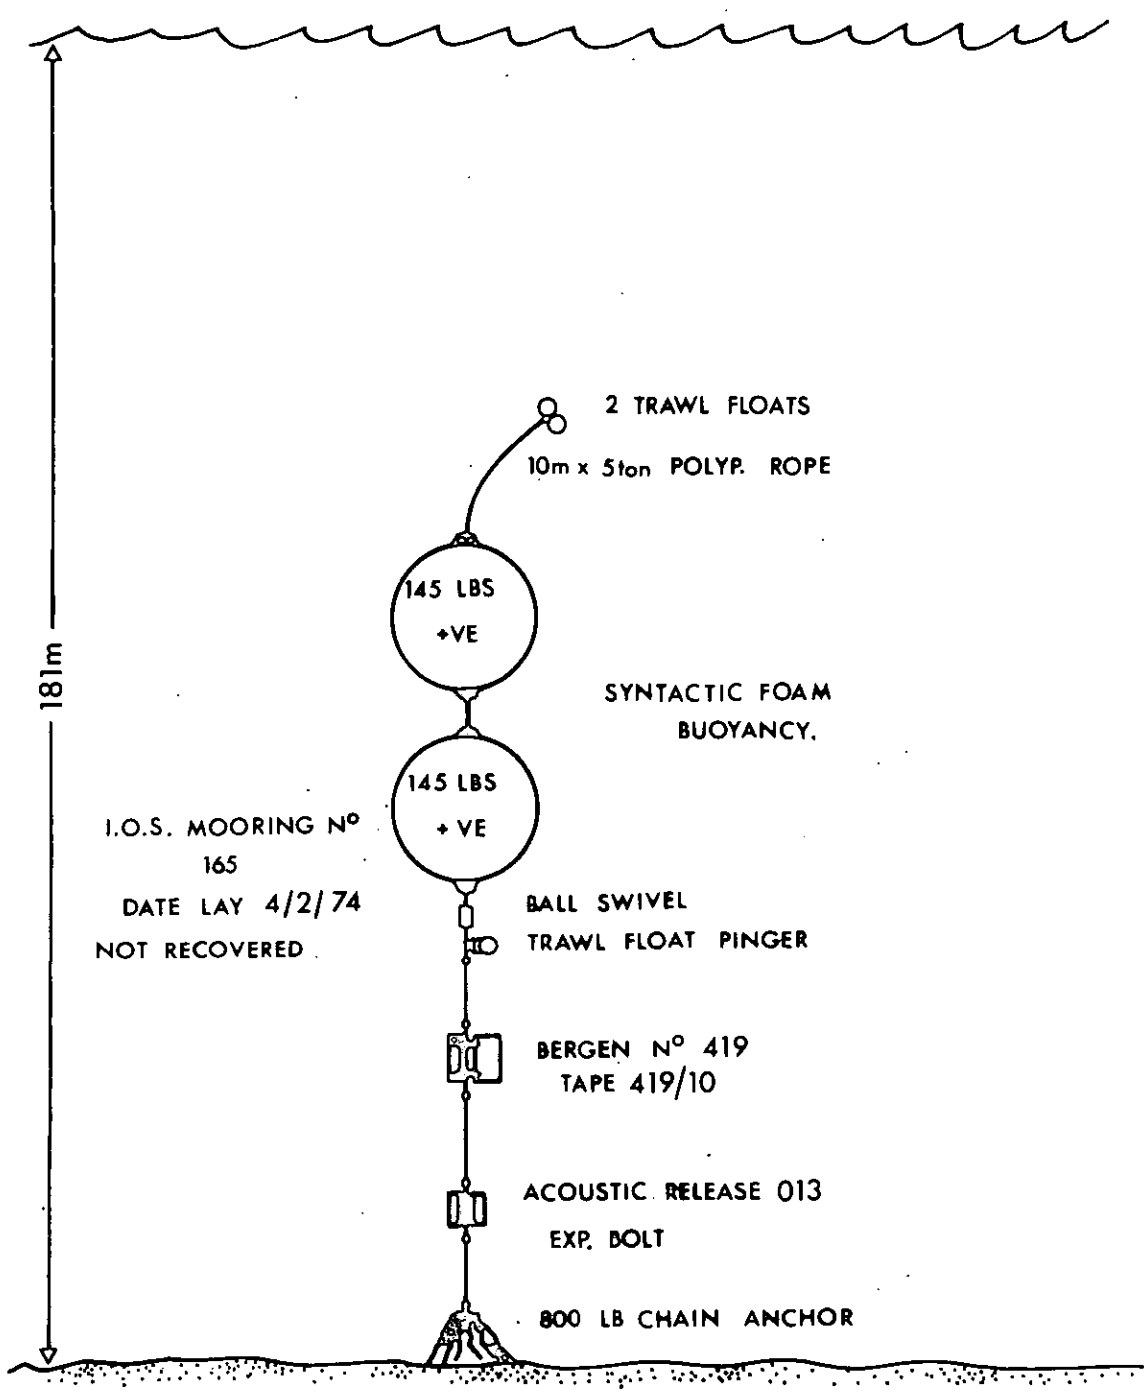 2 TRAWL FLOATS
10m x 5ton POLYP. ROPE
145 LBS
+VE
181m
SYNTACTIC FOAM
BUOYANCY.
145 LBS
+ VE
I.O.S. MOORING Nº
165
DATE LAY 4/2/74
NOT RECOVERED
BALL SWIVEL
TRAWL FLOAT PINGER
BERGEN Nº 419
TAPE 419/10
ACOUSTIC RELEASE 013
EXP. BOLT
800 LB CHAIN ANCHOR